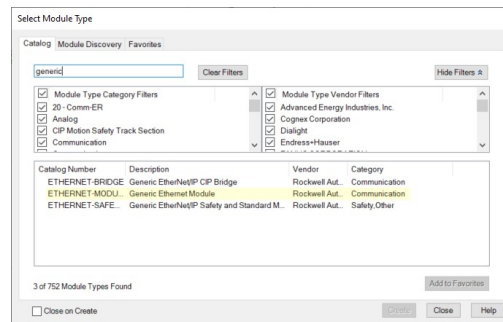 Select Module Type
Catalog Module Discovery Favorites
generic Clear Filters Hide Filters
Module Type Category Filters Module Type Vendor Filters
20 - Comm-ER Advanced Energy Industries, Inc.
Analog Cognex Corporation
CIP Motion Safety Track Section Dialight
Communication Endress+Hauser
Catalog Number Description Vendor Category
ETHERNET-BRIDGE Generic EtherNet/IP CIP Bridge Rockwell Aut... Communication
ETHERNET-MODU... Generic Ethernet Module Rockwell Aut... Communication
ETHERNET-SAFE... Generic EtherNet/IP Safety and Standard M... Rockwell Aut... Safety,Other
3 of 752 Module Types Found Add to Favorites
Close on Create Create Close Help